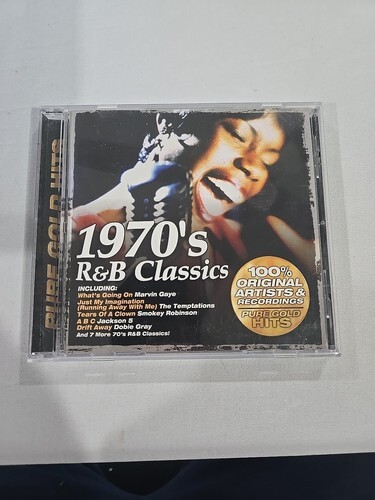 PURE GOLD HITS
1970's
R&B Classics
INCLUDING:
What's Going On Marvin Gaye
Just My Imagination
(Running Away With Me) The Temptations
Tears Of A Clown Smokey Robinson
A B C Jackson 5
Drift Away Dobie Gray
And 7 More 70's R&B Classics!
100%
ORIGINAL
ARTISTS &
RECORDINGS
PURE GOLD
HITS